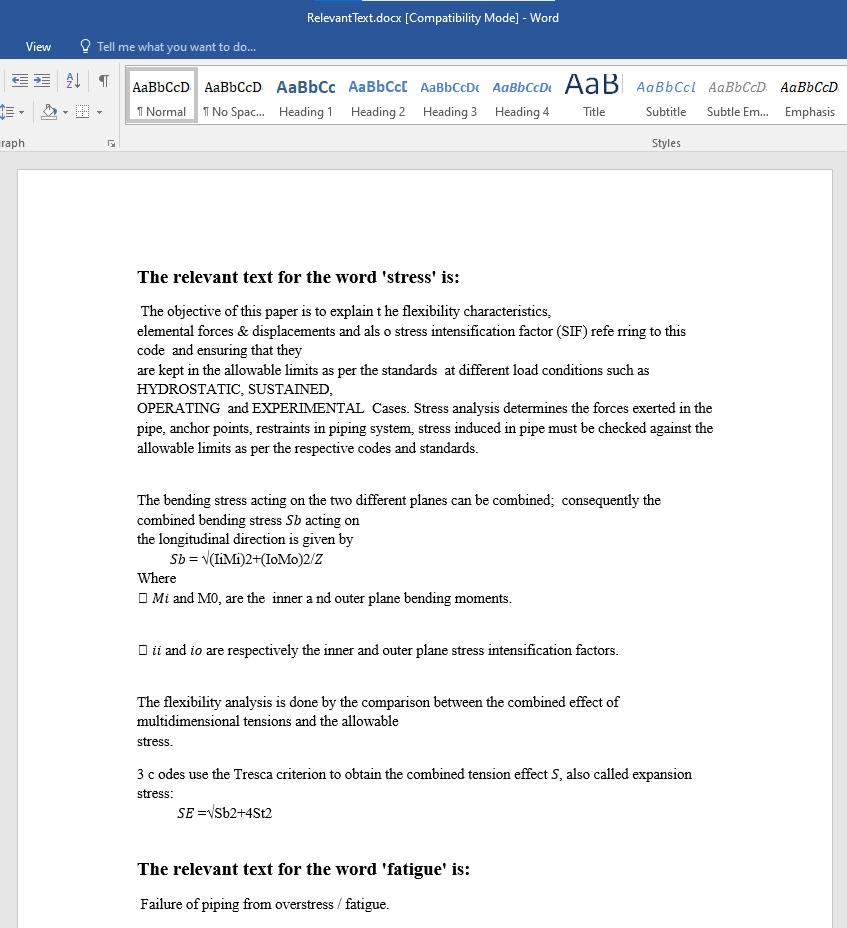 RelevantText.docx [Compatibility Mode] - Word
View Tell me what you want to do...
AaBbCcD AaBbCcD AaBbCc AaBbCcE AaBbCcDc AaBbCcDc AaB AaBbCcL AaBbCcD AaBbCcD
¶ Normal ¶ No Spac... Heading 1 Heading 2 Heading 3 Heading 4 Title Subtitle Subtle Em... Emphasis
raph Styles
The relevant text for the word 'stress' is:
The objective of this paper is to explain t he flexibility characteristics,
elemental forces & displacements and als o stress intensification factor (SIF) refe rring to this
code and ensuring that they
are kept in the allowable limits as per the standards at different load conditions such as
HYDROSTATIC, SUSTAINED,
OPERATING and EXPERIMENTAL Cases. Stress analysis determines the forces exerted in the
pipe, anchor points, restraints in piping system, stress induced in pipe must be checked against the
allowable limits as per the respective codes and standards.
The bending stress acting on the two different planes can be combined; consequently the
combined bending stress 𝑆𝑏 acting on
the longitudinal direction is given by
𝑆𝑏 = √(IiMi)2+(IoMo)2/𝑍
Where
𝑀𝑖 and M0, are the inner a nd outer plane bending moments.
𝑖𝑖 and 𝑖𝑜 are respectively the inner and outer plane stress intensification factors.
The flexibility analysis is done by the comparison between the combined effect of
multidimensional tensions and the allowable
stress.
3 c odes use the Tresca criterion to obtain the combined tension effect 𝑆, also called expansion
stress:
𝑆𝐸 =√Sb2+4St2
The relevant text for the word 'fatigue' is:
Failure of piping from overstress / fatigue.